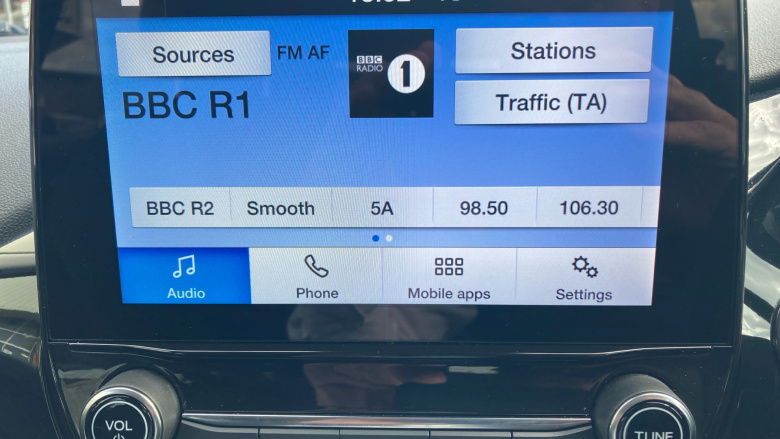 Sources
FM AF
BBC
RADIO
1
Stations
BBC R1
Traffic (TA)
BBC R2 Smooth 5A 98.50 106.30
Audio Phone Mobile apps Settings
VOL
TUNE